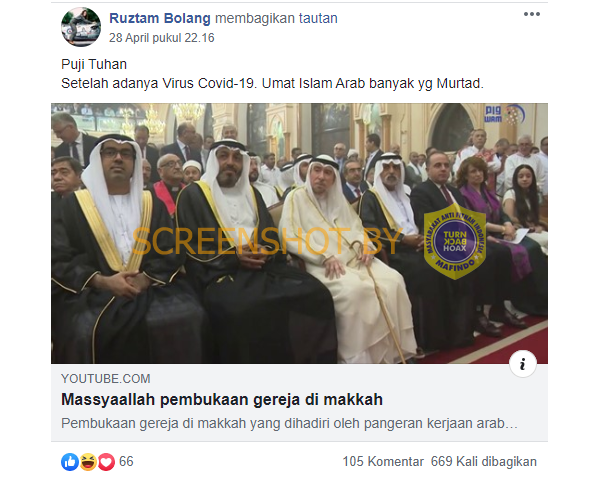 Ruztam Bolang membagikan tautan
28 April pukul 22.16
Puji Tuhan
Setelah adanya Virus Covid-19. Umat Islam Arab banyak yg Murtad.
وام
WAM
SCREENSHOT BY
MASYARAKAT ANTI FITNAH INDONESIA
TURN
BACK
HOAX
MAFINDO
YOUTUBE.COM
Massyaallah pembukaan gereja di makkah
Pembukaan gereja di makkah yang dihadiri oleh pangeran kerjaan arab…
66
105 Komentar 669 Kali dibagikan